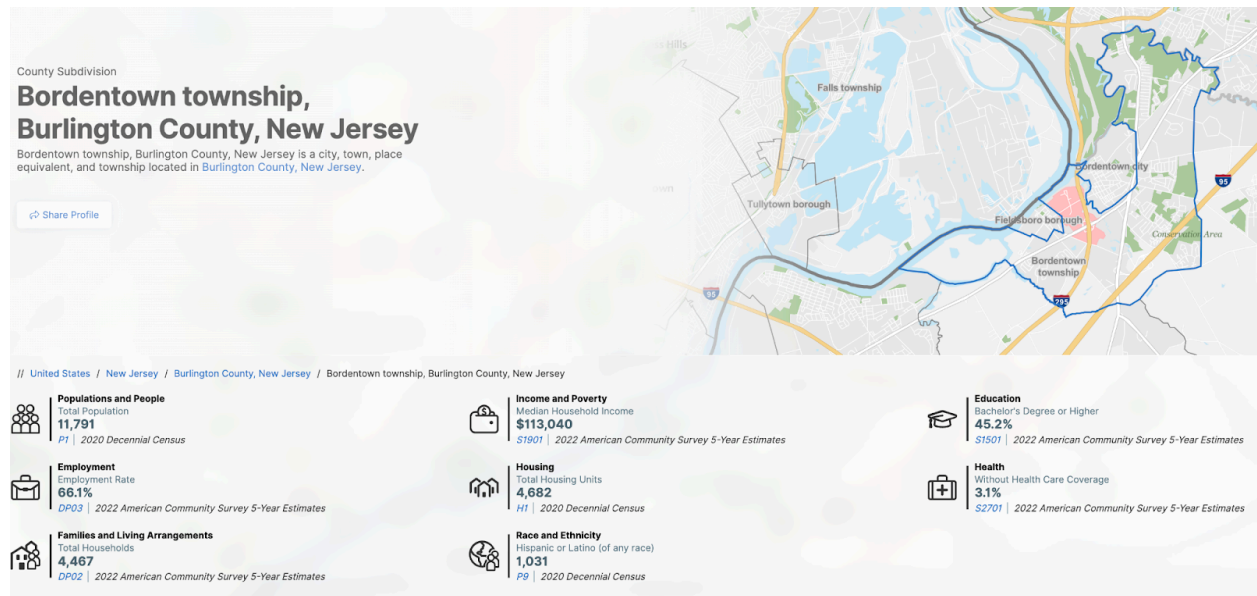 County Subdivision
Bordentown township,
Burlington County, New Jersey
Bordentown township, Burlington County, New Jersey is a city, town, place
equivalent, and township located in Burlington County, New Jersey.
Share Profile
Hills
Falls township
Tullytown borough
Bordentown city
Fieldsboro borough
Bordentown
township
Conservation Area
95
95
295
// United States / New Jersey / Burlington County, New Jersey / Bordentown township, Burlington County, New Jersey
Populations and People
Total Population
11,791
P1 | 2020 Decennial Census
Income and Poverty
Median Household Income
$113,040
S1901 | 2022 American Community Survey 5-Year Estimates
Education
Bachelor's Degree or Higher
45.2%
S1501 | 2022 American Community Survey 5-Year Estimates
Employment
Employment Rate
66.1%
DP03 | 2022 American Community Survey 5-Year Estimates
Housing
Total Housing Units
4,682
H1 | 2020 Decennial Census
Health
Without Health Care Coverage
3.1%
S2701 | 2022 American Community Survey 5-Year Estimates
Families and Living Arrangements
Total Households
4,467
DP02 | 2022 American Community Survey 5-Year Estimates
Race and Ethnicity
Hispanic or Latino (of any race)
1,031
P9 | 2020 Decennial Census